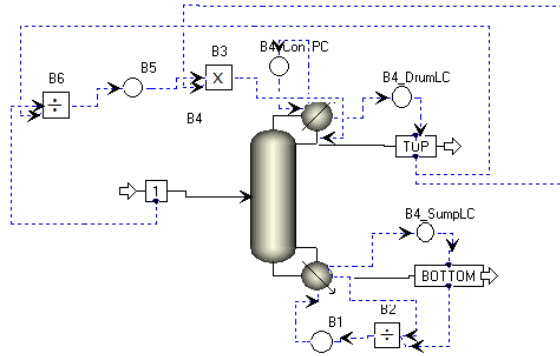 B3
B4_Con_PC
B6
B5
÷
X
B4_DrumLC
B4
TOP
1
B4_SumpLC
BOTTOM
B1
B2
÷